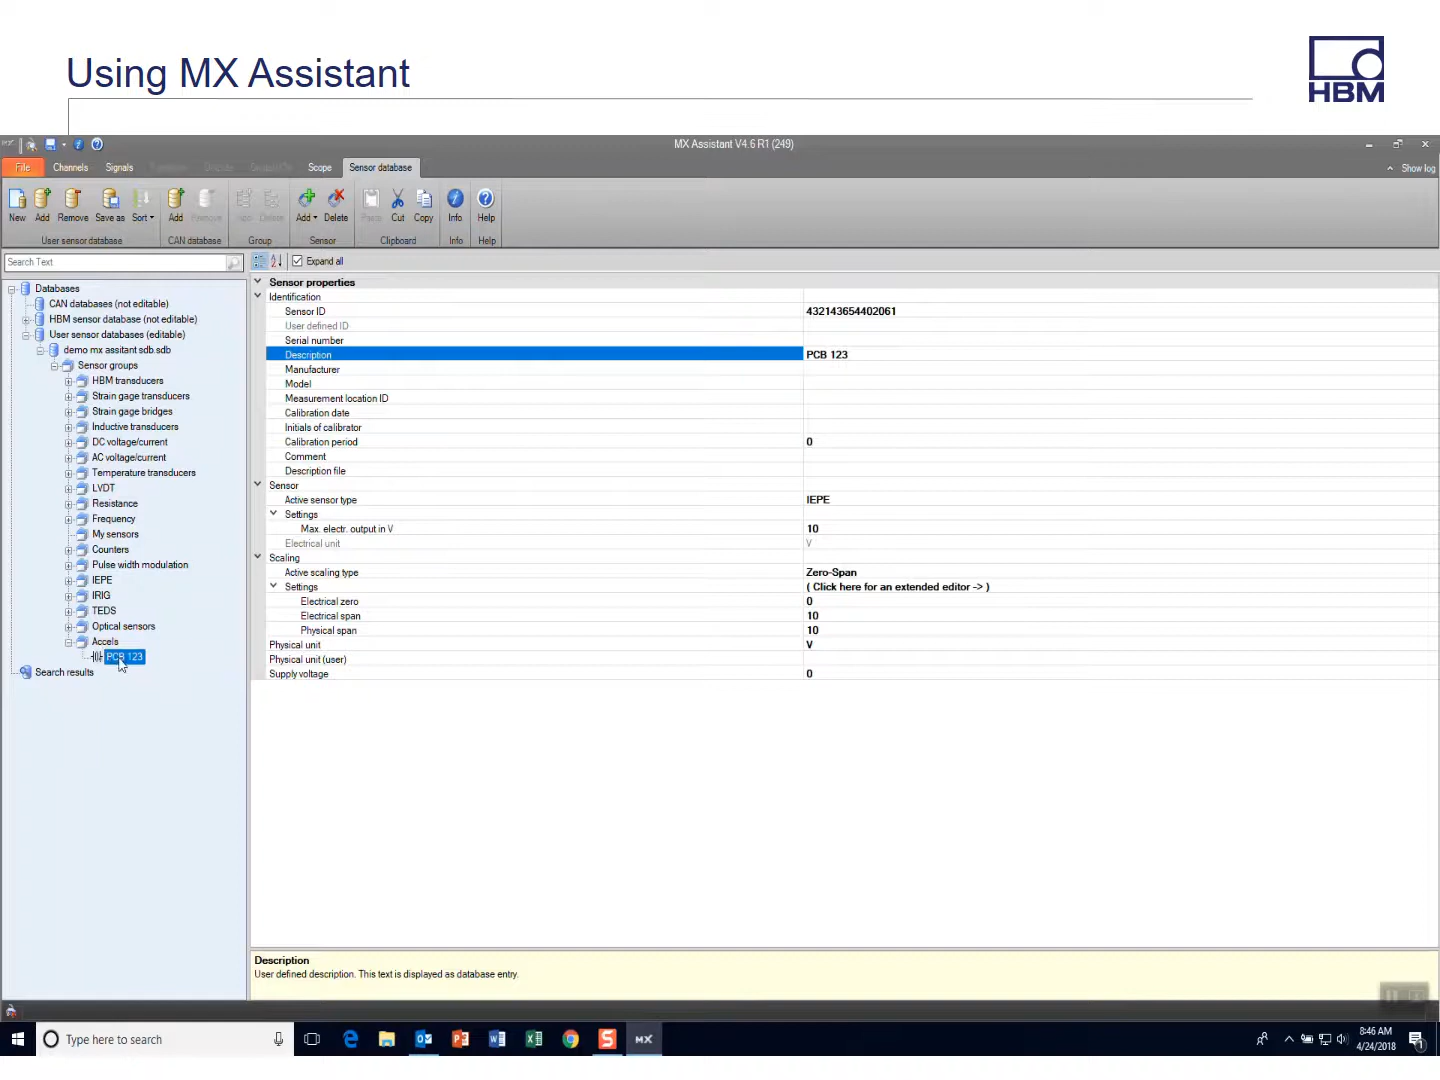 Using MX Assistant
HBM
MX Assistant V4.6 R1 (249)
File Channels Signals Scope Sensor database Show log
New Add Remove Save as Sort Add Remove Add Delete Add Delete Paste Cut Copy Info Help
User sensor database CAN database Group Sensor Clipboard Info Help
Search Text
Expand all
Databases
CAN databases (not editable)
HBM sensor database (not editable)
User sensor databases (editable)
demo mx assitant sdb.sdb
Sensor groups
HBM transducers
Strain gage transducers
Strain gage bridges
Inductive transducers
DC voltage/current
AC voltage/current
Temperature transducers
LVDT
Resistance
Frequency
My sensors
Counters
Pulse width modulation
IEPE
IRIG
TEDS
Optical sensors
Accels
PCB 123
Search results
Sensor properties
Identification
Sensor ID 432143654402061
User defined ID
Serial number
Description PCB 123
Manufacturer
Model
Measurement location ID
Calibration date
Initials of calibrator
Calibration period 0
Comment
Description file
Sensor
Active sensor type IEPE
Settings
Max. electr. output in V 10
Electrical unit V
Scaling
Active scaling type Zero-Span
Settings ( Click here for an extended editor -> )
Electrical zero 0
Electrical span 10
Physical span 10
Physical unit V
Physical unit (user)
Supply voltage 0
Description
User defined description. This text is displayed as database entry.
Type here to search
MX
8:46 AM
4/24/2018
1